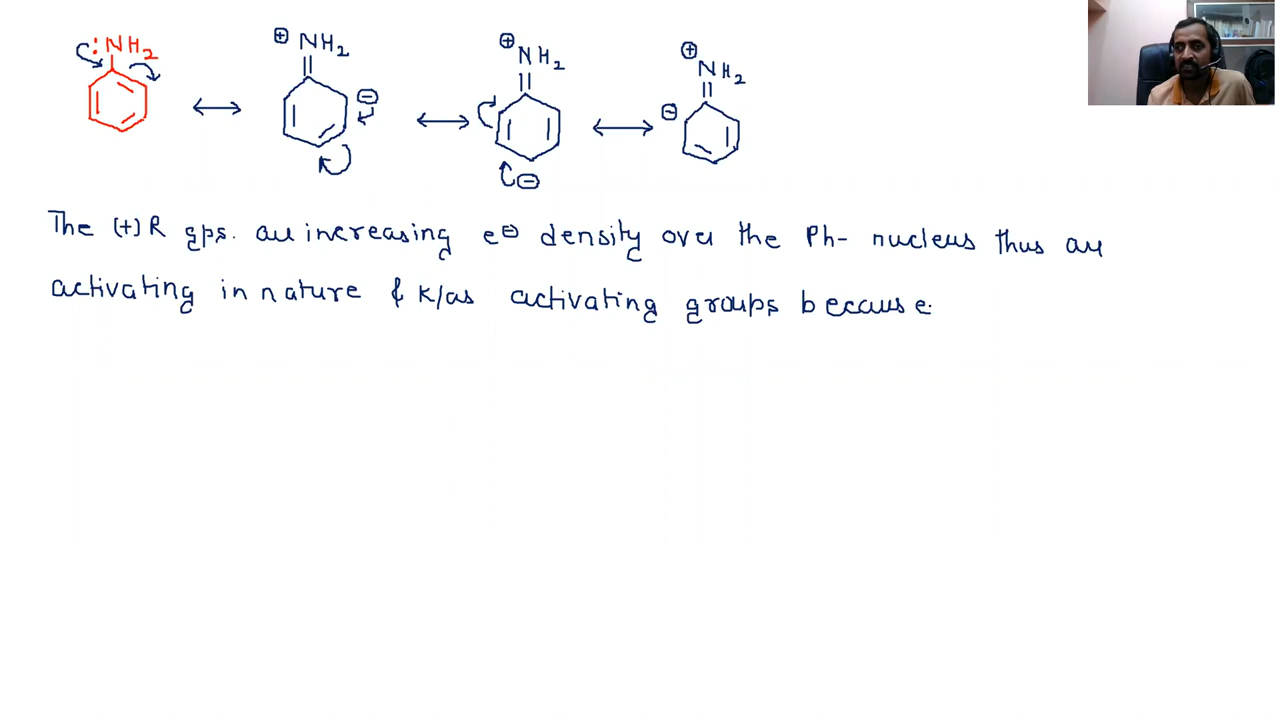 :NH2
⊕ NH2
⊕ NH2
⊕ NH2
⊖
⊖
⊖
The (+) R gps. are increasing e⊖ density over the Ph- nucleus thus are
activating in nature & k/as activating groups because